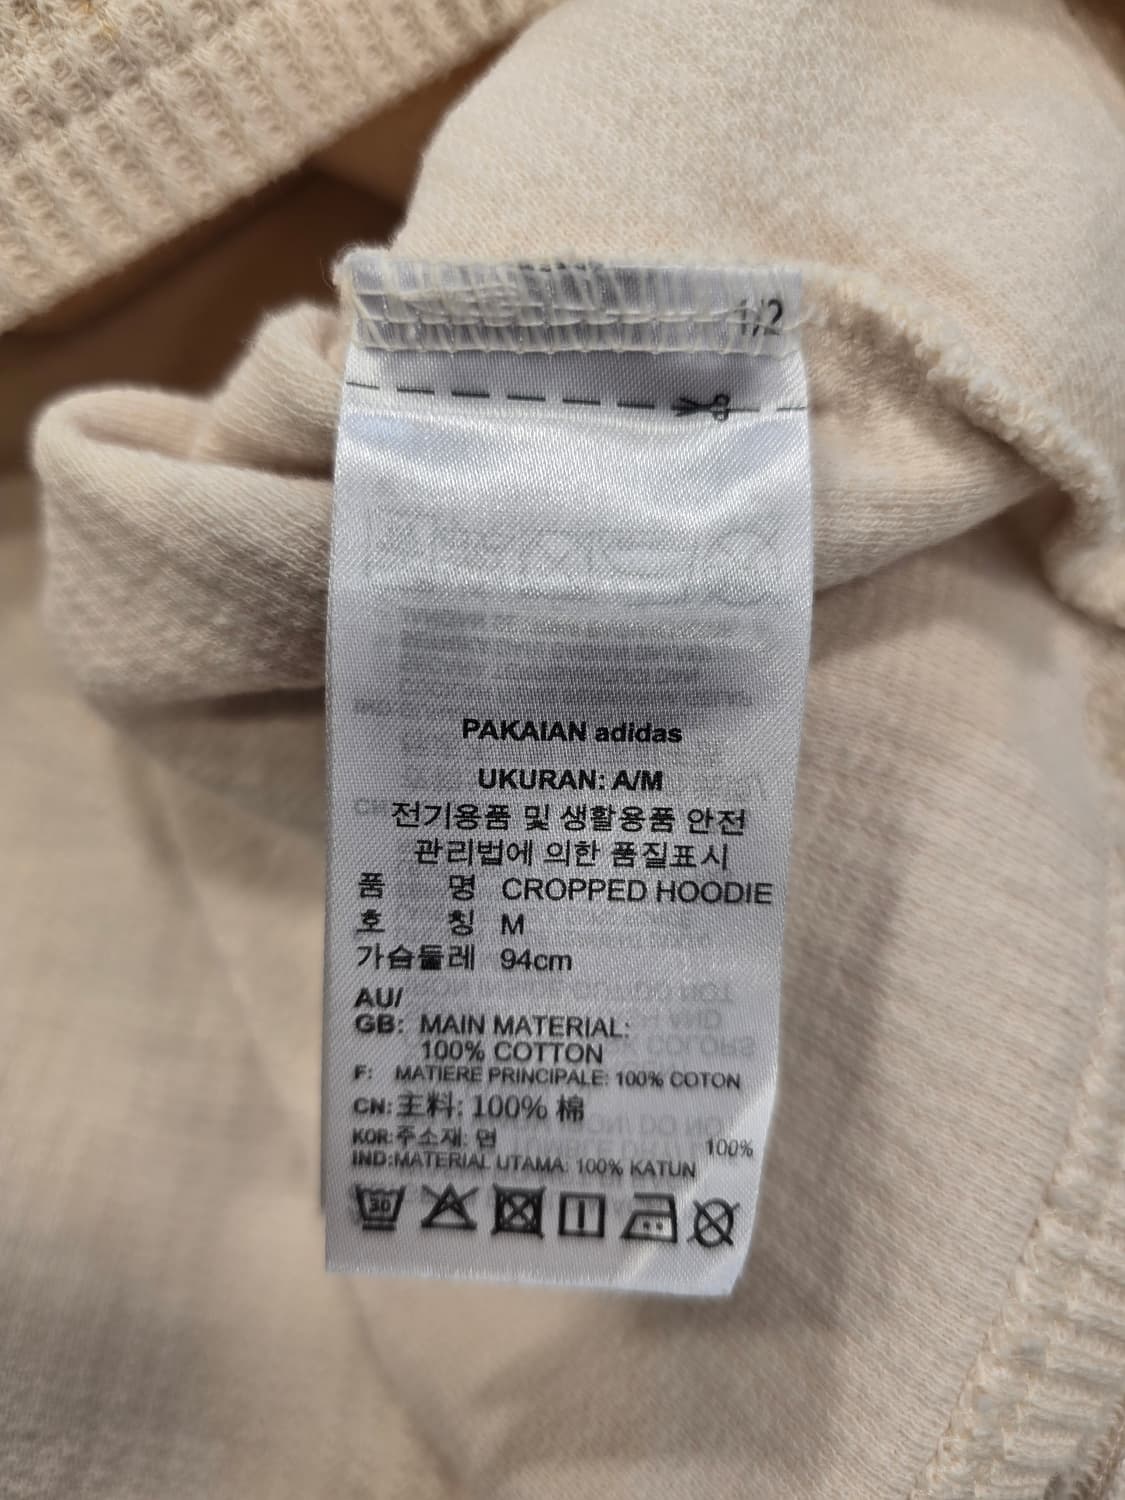 1/2
PAKAIAN adidas
UKURAN: A/M
전기용품 및 생활용품 안전
관리법에 의한 품질표시
품 명 CROPPED HOODIE
호 칭 M
가슴둘레 94cm
AU/
GB: MAIN MATERIAL:
100% COTTON
F: MATIERE PRINCIPALE: 100% COTON
CN: 主料: 100% 棉
KOR: 주소재: 면 100%
IND: MATERIAL UTAMA: 100% KATUN
30